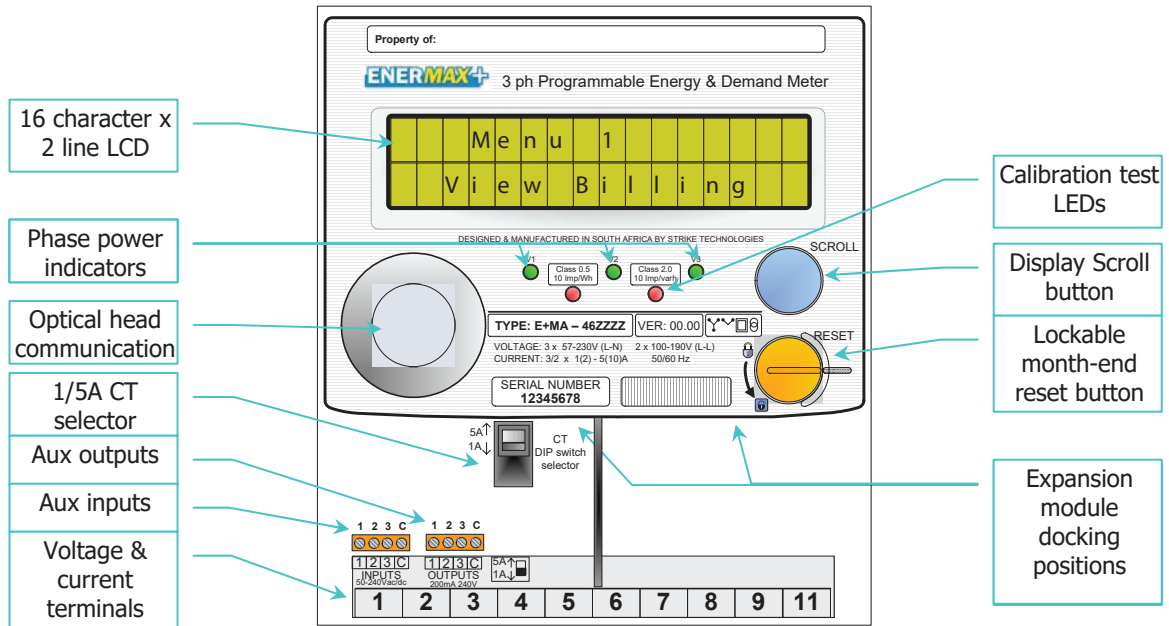 Property of:
ENERMAX+ 3 ph Programmable Energy & Demand Meter
16 character x
2 line LCD
Menu 1
View Billing
Phase power
indicators
DESIGNED & MANUFACTURED IN SOUTH AFRICA BY STRIKE TECHNOLOGIES
V1
V2
V3
Class 0.5
10 Imp/Wh
Class 2.0
10 Imp/varh
SCROLL
Calibration test
LEDs
Display Scroll
button
Optical head
communication
TYPE: E+MA – 46ZZZZ
VER: 00.00
VOLTAGE: 3 x 57-230V (L-N) 2 x 100-190V (L-L)
CURRENT: 3/2 x 1(2) - 5(10)A 50/60 Hz
RESET
Lockable
month-end
reset button
SERIAL NUMBER
12345678
1/5A CT
selector
5A↑
1A↓
CT
DIP switch
selector
Aux outputs
Aux inputs
Expansion
module
docking
positions
1 2 3 C
1 2 3 C
1 2 3 C
INPUTS
50-240Vac/dc
1 2 3 C
OUTPUTS
200mA 240V
5A↑
1A↓
Voltage &
current
terminals
1 2 3 4 5 6 7 8 9 11